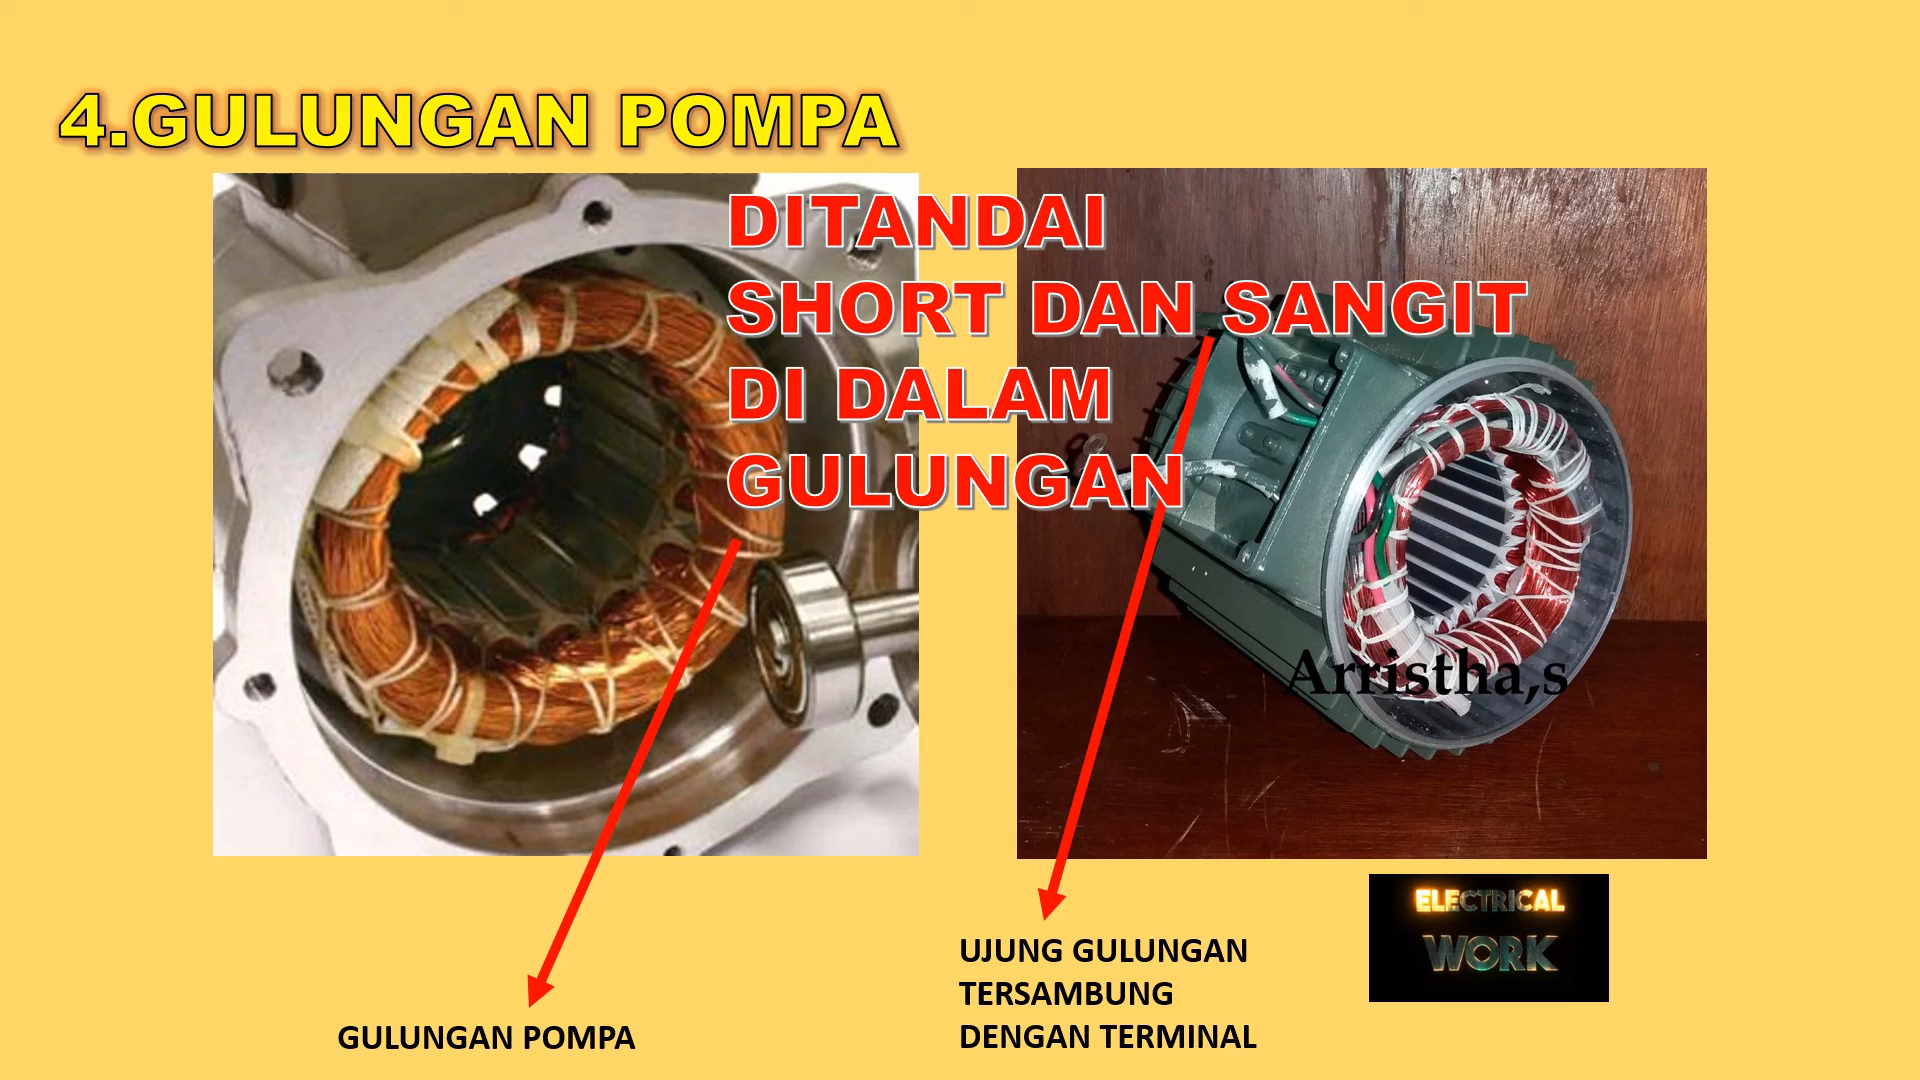 4.GULUNGAN POMPA
DITANDAI
SHORT DAN SANGIT
DI DALAM
GULUNGAN
Arristha,s
GULUNGAN POMPA
UJUNG GULUNGAN
TERSAMBUNG
DENGAN TERMINAL
ELECTRICAL
WORK